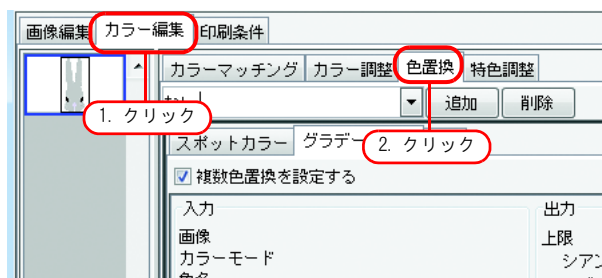 画像編集 カラー編集 印刷条件
カラーマッチング カラー調整 色置換 特色調整
追加 削除
1. クリック
スポットカラー グラデー
2. クリック
複数色置換を設定する
入力 出力
画像 上限
カラーモード シアン